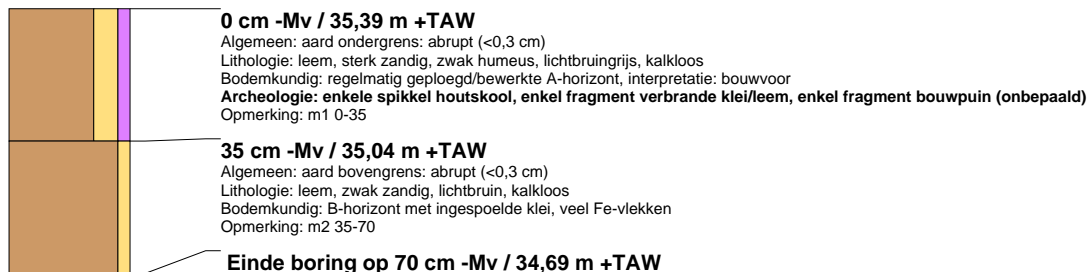 0 cm -Mv / 35,39 m +TAW
Algemeen: aard ondergrens: abrupt (<0,3 cm)
Lithologie: leem, sterk zandig, zwak humeus, lichtbruingrijs, kalkloos
Bodemkundig: regelmatig geploegd/bewerkte A-horizont, interpretatie: bouwvoor
Archeologie: enkele spikkel houtskool, enkel fragment verbrande klei/leem, enkel fragment bouwpuin (onbepaald)
Opmerking: m1 0-35
35 cm -Mv / 35,04 m +TAW
Algemeen: aard bovengrens: abrupt (<0,3 cm)
Lithologie: leem, zwak zandig, lichtbruin, kalkloos
Bodemkundig: B-horizont met ingespoelde klei, veel Fe-vlekken
Opmerking: m2 35-70
Einde boring op 70 cm -Mv / 34,69 m +TAW